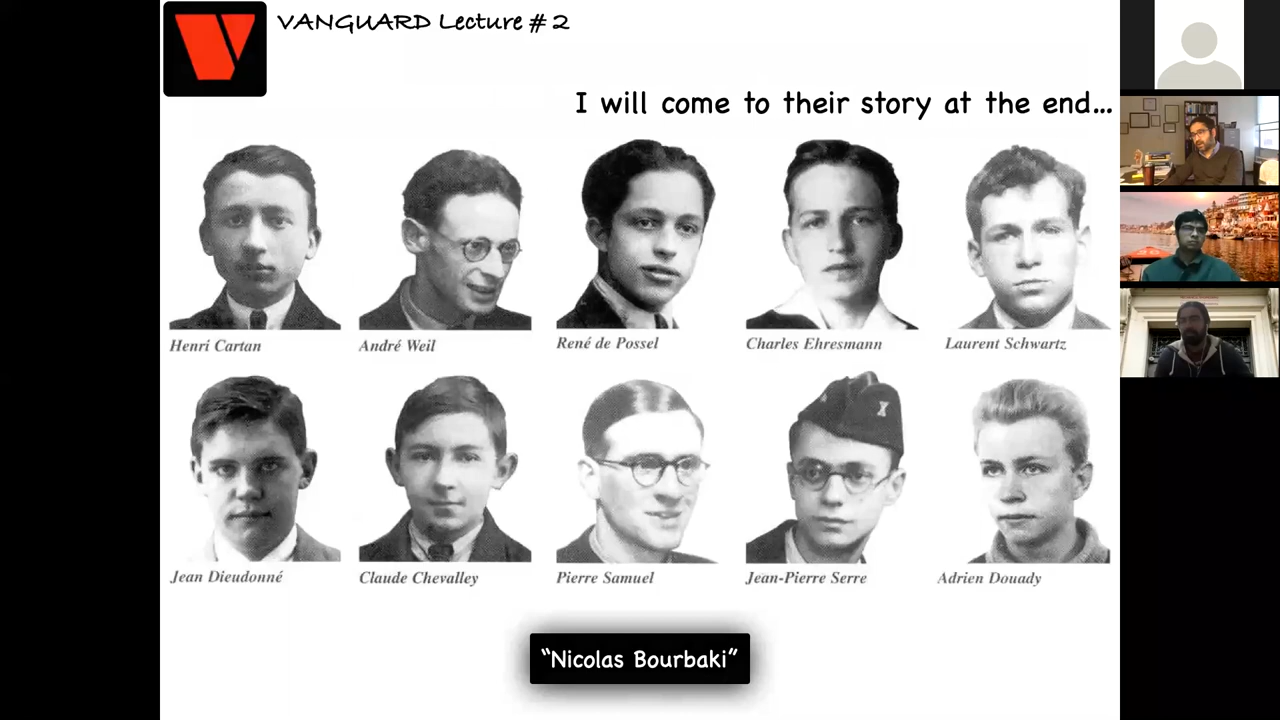 VANGUARD Lecture # 2
I will come to their story at the end...
Henri Cartan
André Weil
René de Possel
Charles Ehresmann
Laurent Schwartz
Jean Dieudonné
Claude Chevalley
Pierre Samuel
Jean-Pierre Serre
Adrien Douady
“Nicolas Bourbaki”